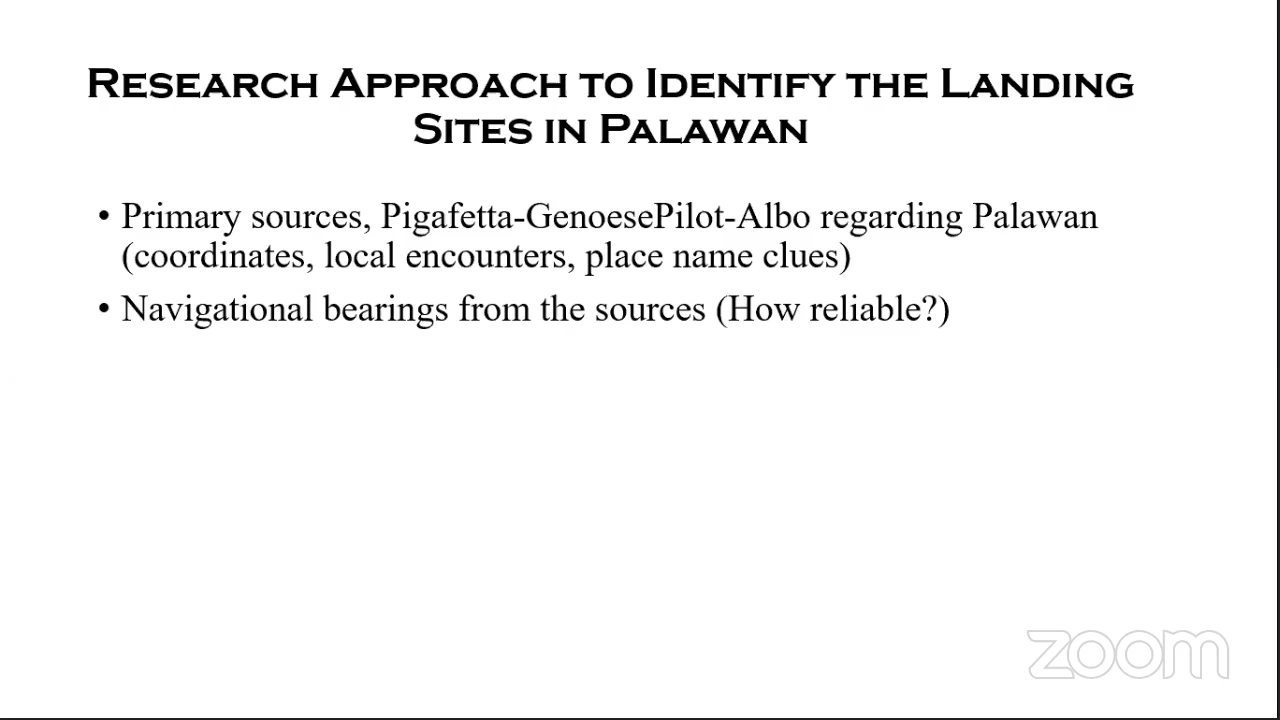 Research Approach to Identify the Landing
Sites in Palawan
• Primary sources, Pigafetta-GenoesePilot-Albo regarding Palawan
(coordinates, local encounters, place name clues)
• Navigational bearings from the sources (How reliable?)
zoom